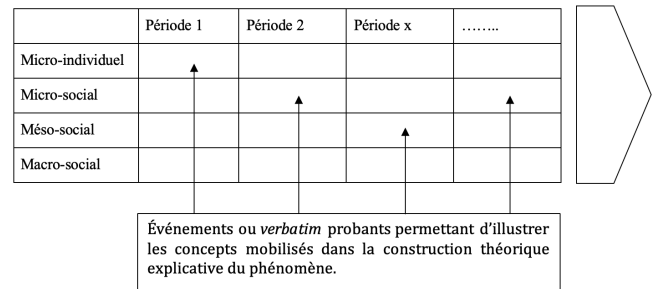 Période 1 Période 2 Période x ……..
Micro-individuel
Micro-social
Méso-social
Macro-social
Événements ou verbatim probants permettant d’illustrer
les concepts mobilisés dans la construction théorique
explicative du phénomène.